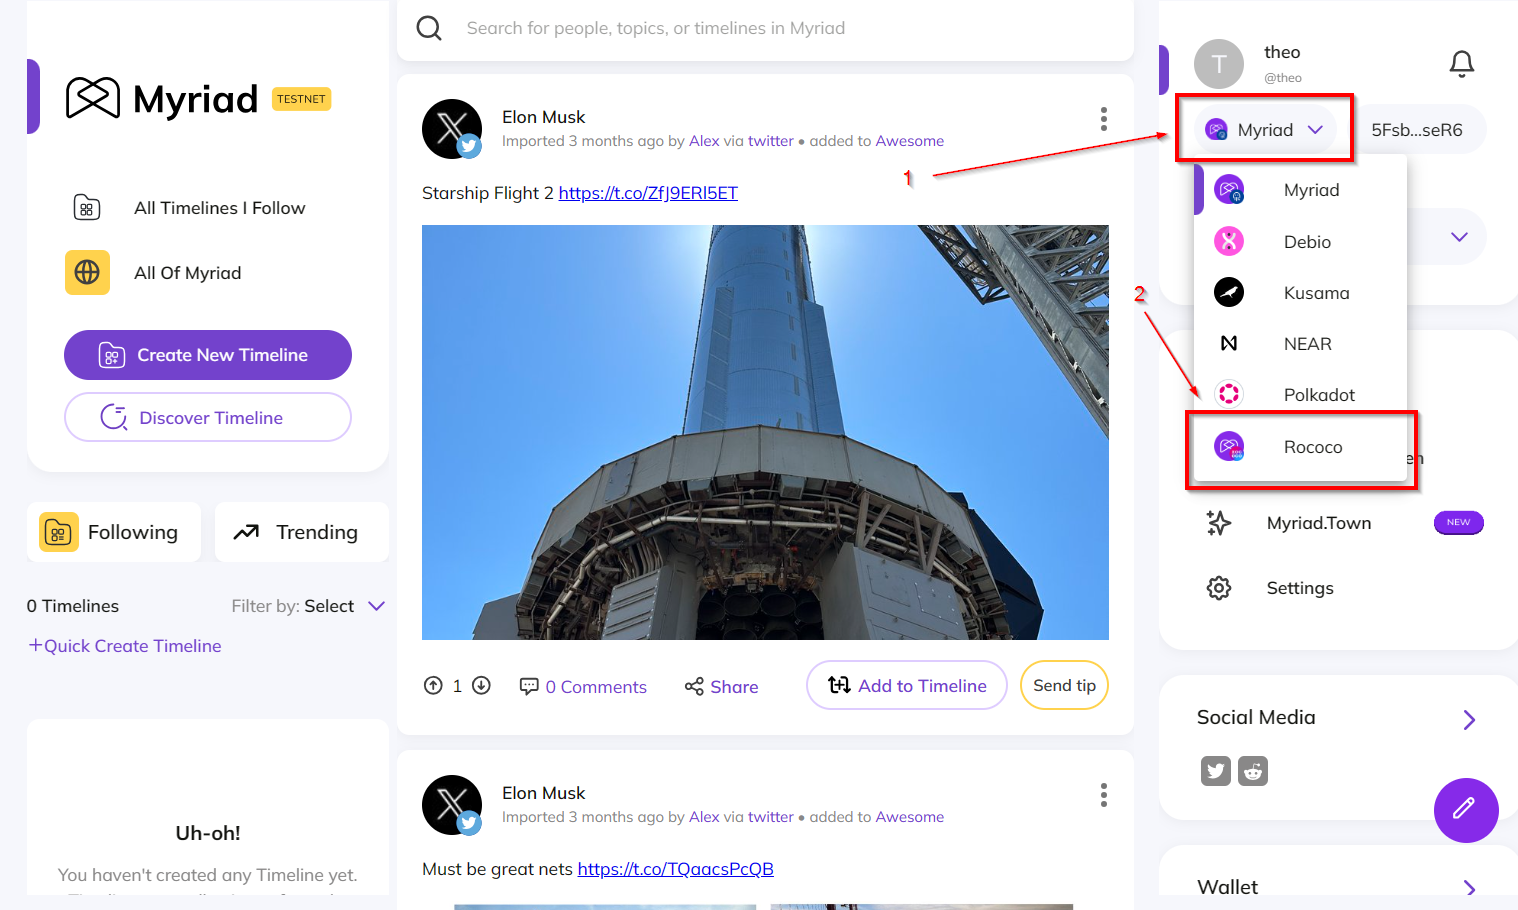 Myriad TESTNET
All Timelines I Follow
All Of Myriad
Create New Timeline
Discover Timeline
Following
Trending
0 Timelines
Filter by: Select
+Quick Create Timeline
Uh-oh!
You haven't created any Timeline yet.
Search for people, topics, or timelines in Myriad
Elon Musk
Imported 3 months ago by Alex via twitter • added to Awesome
Starship Flight 2 https://t.co/ZfJ9ERI5ET
1
0 Comments
Share
Add to Timeline
Send tip
Elon Musk
Imported 3 months ago by Alex via twitter • added to Awesome
Must be great nets https://t.co/TQaacsPcQB
1
2
T
theo
@theo
Myriad
5Fsb...seR6
Myriad
Debio
Kusama
NEAR
Polkadot
Rococo
Myriad.Town
NEW
Settings
Social Media
Wallet